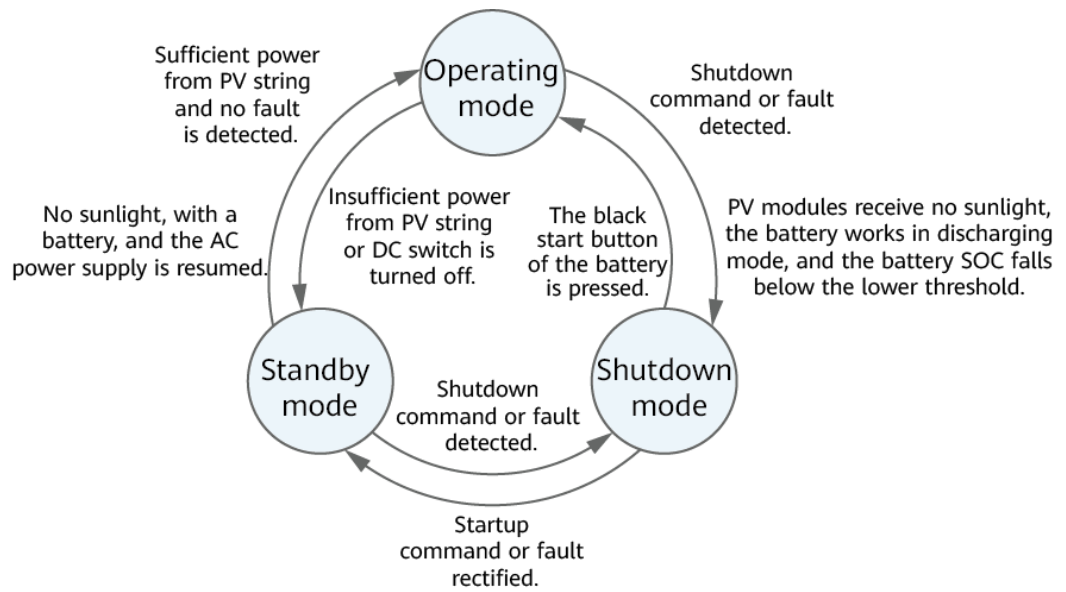 Sufficient power
from PV string
and no fault
is detected.
Operating
mode
Shutdown
command or fault
detected.
No sunlight, with a
battery, and the AC
power supply is resumed.
Insufficient power
from PV string
or DC switch is
turned off.
The black
start button
of the battery
is pressed.
PV modules receive no sunlight,
the battery works in discharging
mode, and the battery SOC falls
below the lower threshold.
Standby
mode
Shutdown
command or fault
detected.
Shutdown
mode
Startup
command or fault
rectified.